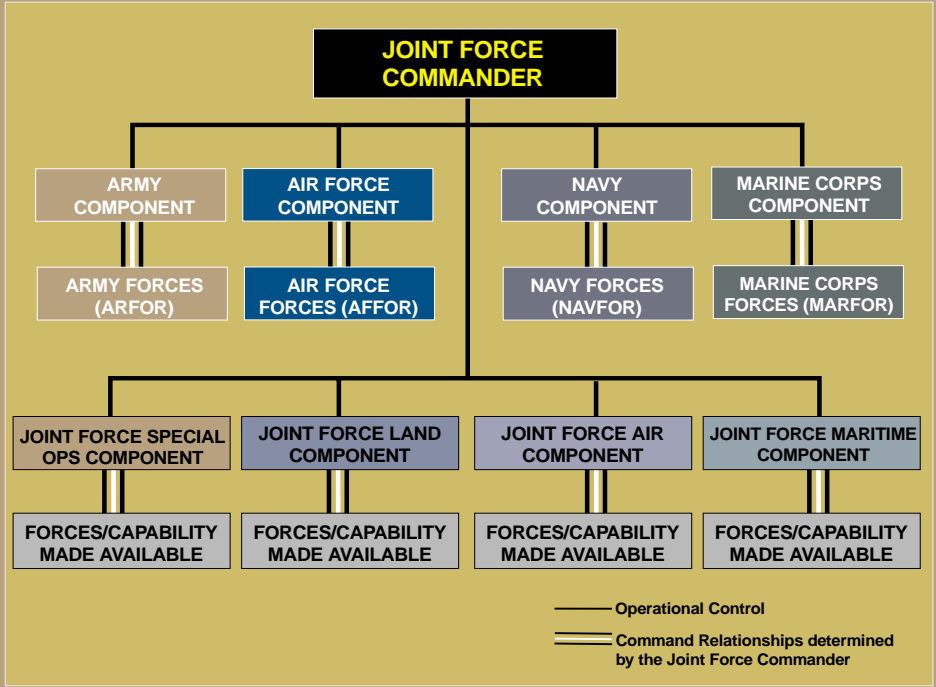 JOINT FORCE
COMMANDER
ARMY
COMPONENT
AIR FORCE
COMPONENT
NAVY
COMPONENT
MARINE CORPS
COMPONENT
ARMY FORCES
(ARFOR)
AIR FORCE
FORCES (AFFOR)
NAVY FORCES
(NAVFOR)
MARINE CORPS
FORCES (MARFOR)
JOINT FORCE SPECIAL
OPS COMPONENT
JOINT FORCE LAND
COMPONENT
JOINT FORCE AIR
COMPONENT
JOINT FORCE MARITIME
COMPONENT
FORCES/CAPABILITY
MADE AVAILABLE
FORCES/CAPABILITY
MADE AVAILABLE
FORCES/CAPABILITY
MADE AVAILABLE
FORCES/CAPABILITY
MADE AVAILABLE
Operational Control
Command Relationships determined
by the Joint Force Commander